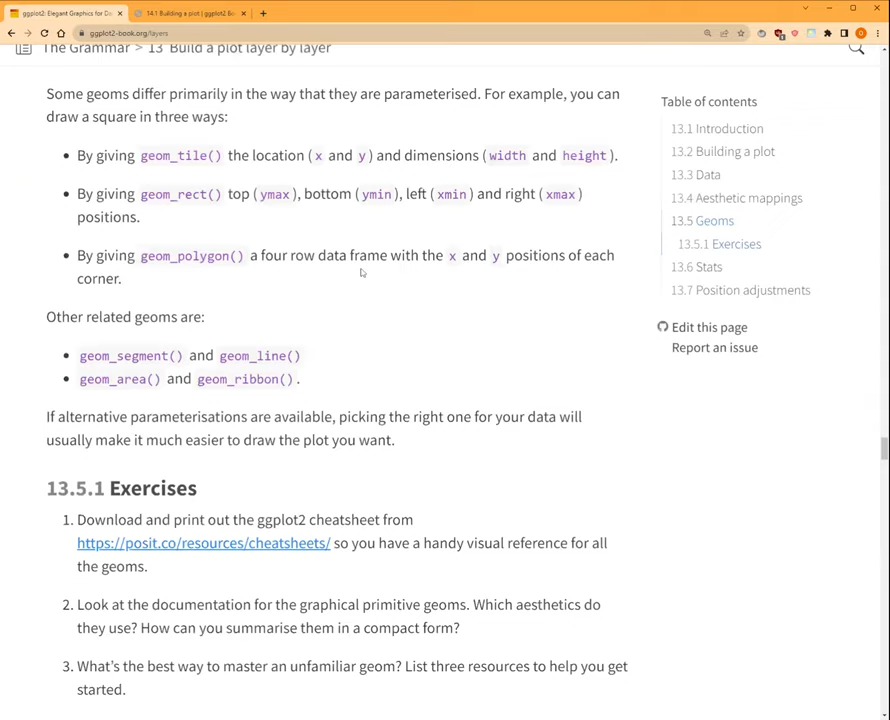 ggplot2: Elegant Graphics for Da
14.1 Building a plot | ggplot2 Bo
ggplot2-book.org/layers
The Grammar > 13 Build a plot layer by layer
Some geoms differ primarily in the way that they are parameterised. For example, you can
draw a square in three ways:
• By giving geom_tile() the location (x and y) and dimensions (width and height).
• By giving geom_rect() top (ymax), bottom (ymin), left (xmin) and right (xmax)
positions.
• By giving geom_polygon() a four row data frame with the x and y positions of each
corner.
Other related geoms are:
• geom_segment() and geom_line()
• geom_area() and geom_ribbon().
If alternative parameterisations are available, picking the right one for your data will
usually make it much easier to draw the plot you want.
13.5.1 Exercises
1. Download and print out the ggplot2 cheatsheet from
https://posit.co/resources/cheatsheets/ so you have a handy visual reference for all
the geoms.
2. Look at the documentation for the graphical primitive geoms. Which aesthetics do
they use? How can you summarise them in a compact form?
3. What's the best way to master an unfamiliar geom? List three resources to help you get
started.
Table of contents
13.1 Introduction
13.2 Building a plot
13.3 Data
13.4 Aesthetic mappings
13.5 Geoms
13.5.1 Exercises
13.6 Stats
13.7 Position adjustments
Edit this page
Report an issue